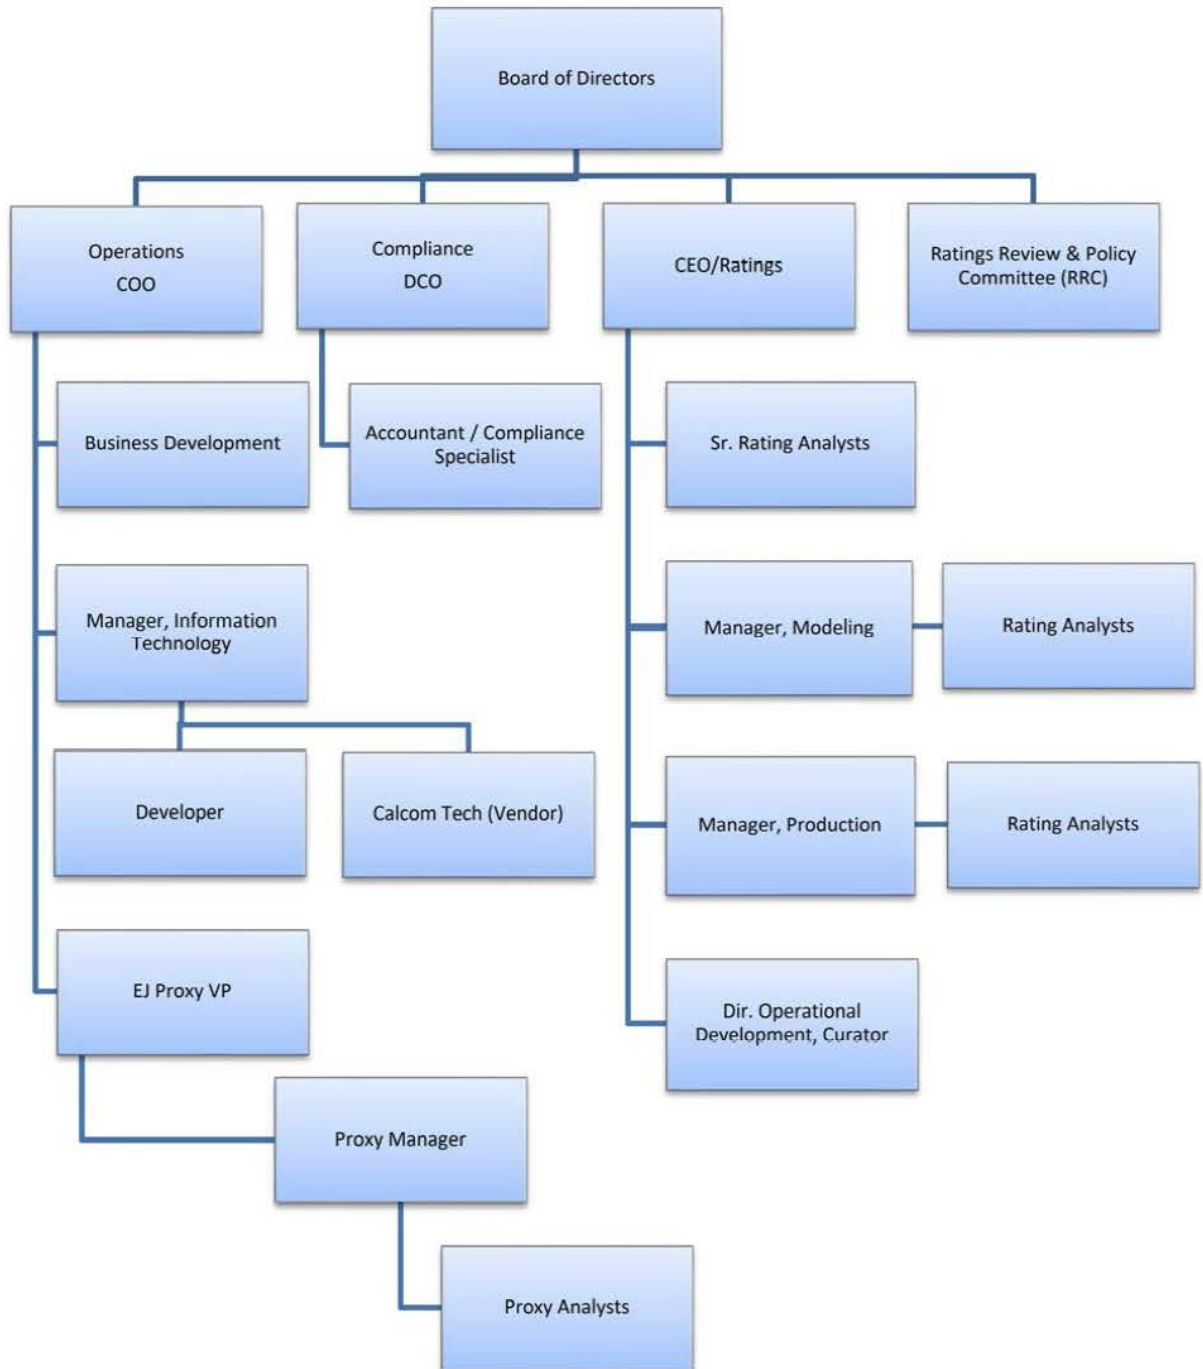 Board of Directors
Operations
COO
Compliance
DCO
CEO/Ratings
Ratings Review & Policy
Committee (RRC)
Business Development
Accountant / Compliance
Specialist
Sr. Rating Analysts
Manager, Information
Technology
Manager, Modeling
Rating Analysts
Developer
Calcom Tech (Vendor)
Manager, Production
Rating Analysts
EJ Proxy VP
Dir. Operational
Development, Curator
Proxy Manager
Proxy Analysts